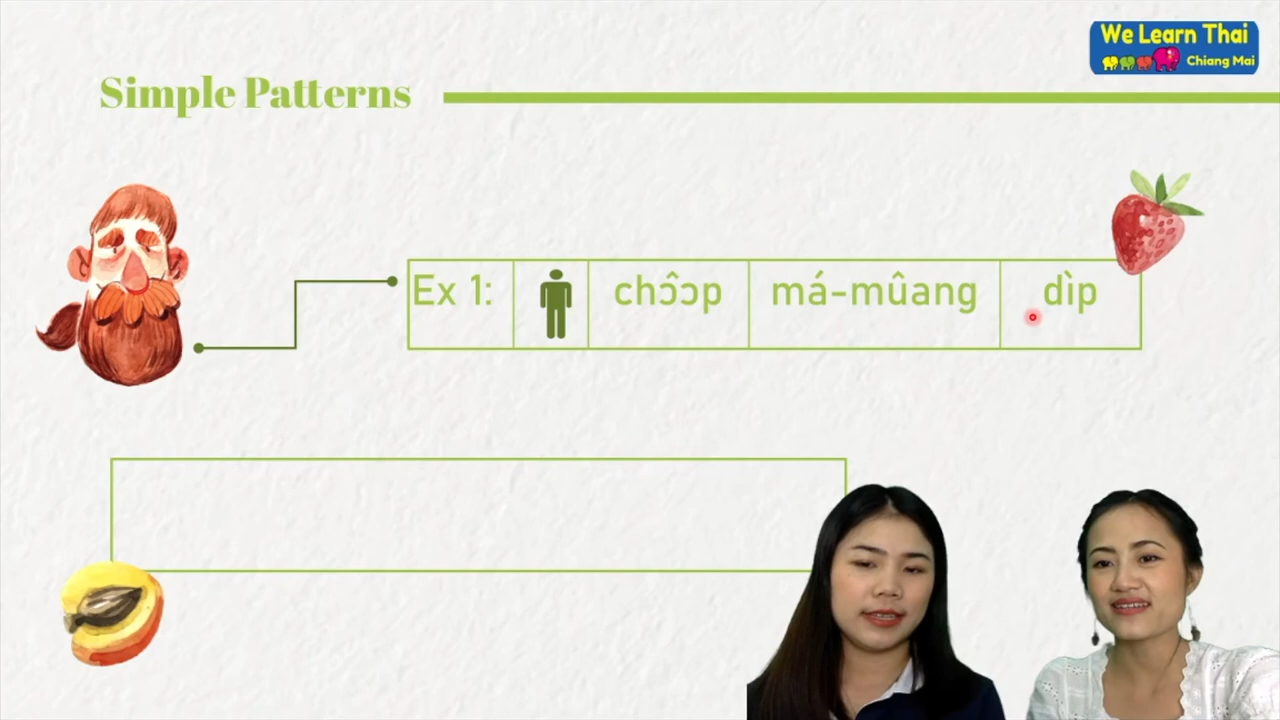 We Learn Thai
Chiang Mai
Simple Patterns
Ex 1: chɔ̂ɔp má-mûang dìp